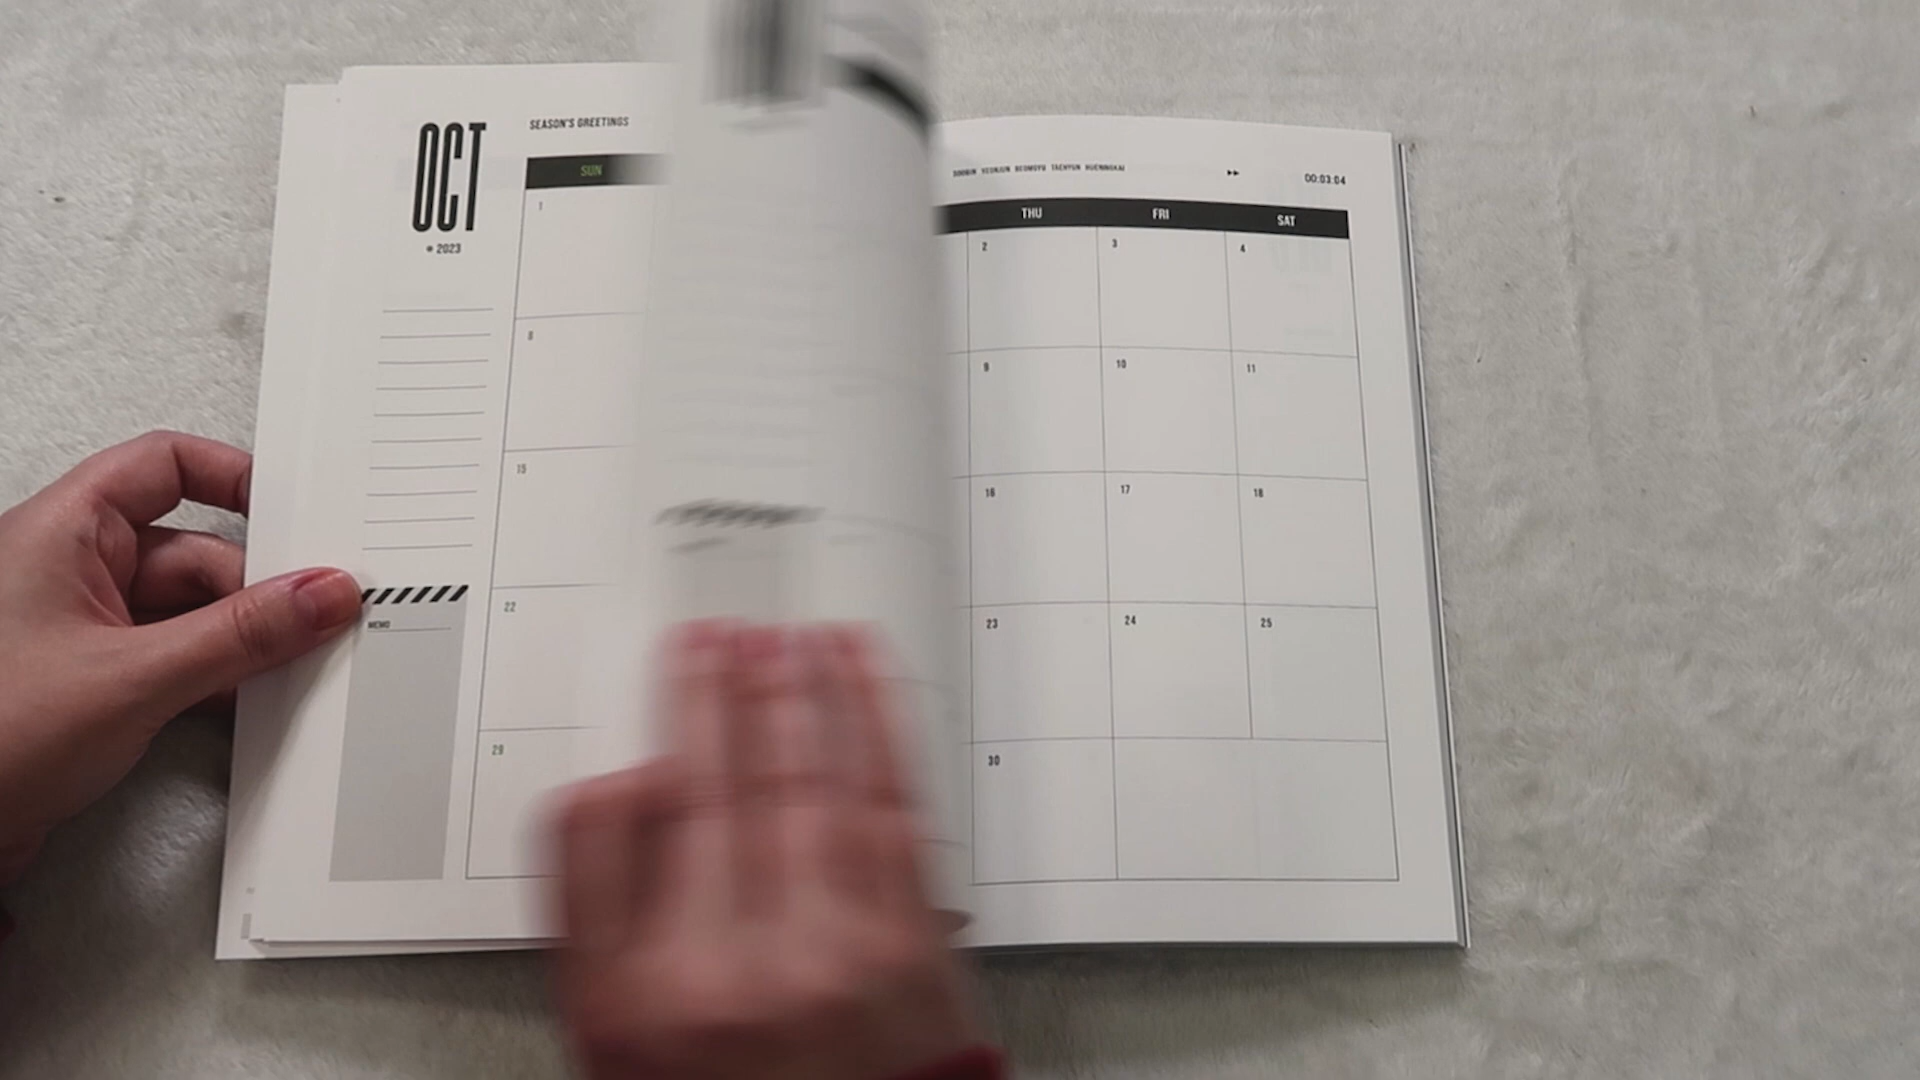 OCT
© 2023
SEASON'S GREETINGS
SUN
1
8
15
22
29
MEMO
SOOBIN YEONJUN BEOMGYU TAEHYUN HUENINGKAI
▸▸
00:03:04
THU FRI SAT
2 3 4
9 10 11
16 17 18
23 24 25
30